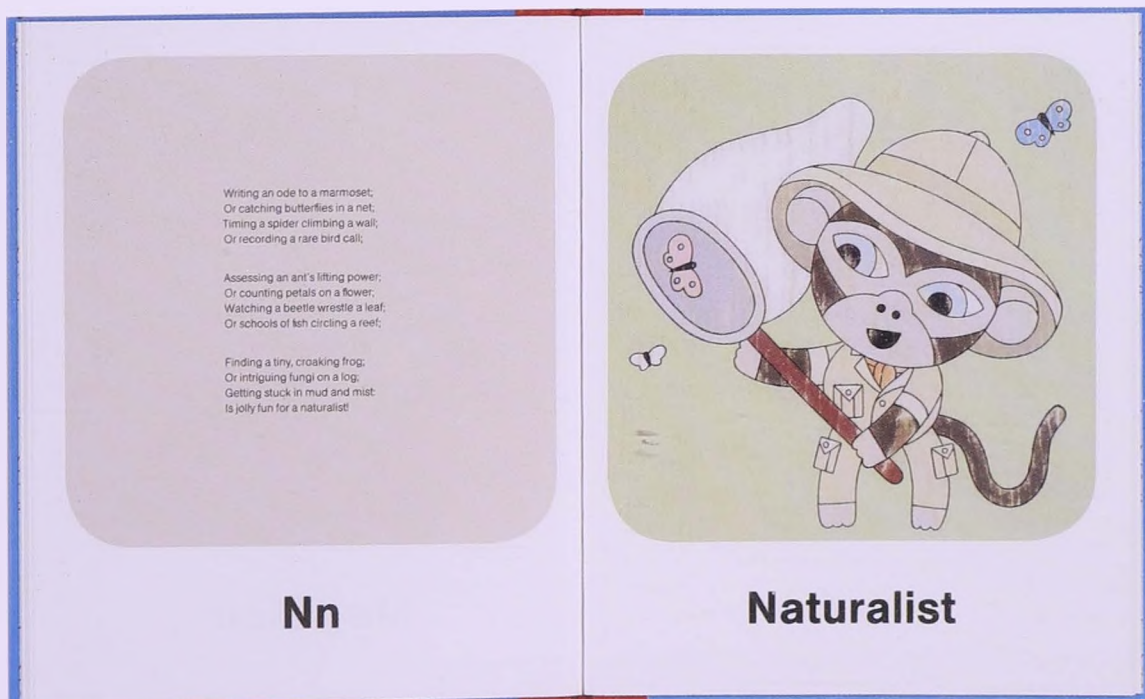 Writing an ode to a marmoset;
Or catching butterflies in a net;
Timing a spider climbing a wall;
Or recording a rare bird call;
Assessing an ant's lifting power;
Or counting petals on a flower;
Watching a beetle wrestle a leaf;
Or schools of fish circling a reef;
Finding a tiny, croaking frog;
Or intriguing fungi on a log;
Getting stuck in mud and mist:
Is jolly fun for a naturalist!
Nn
Naturalist